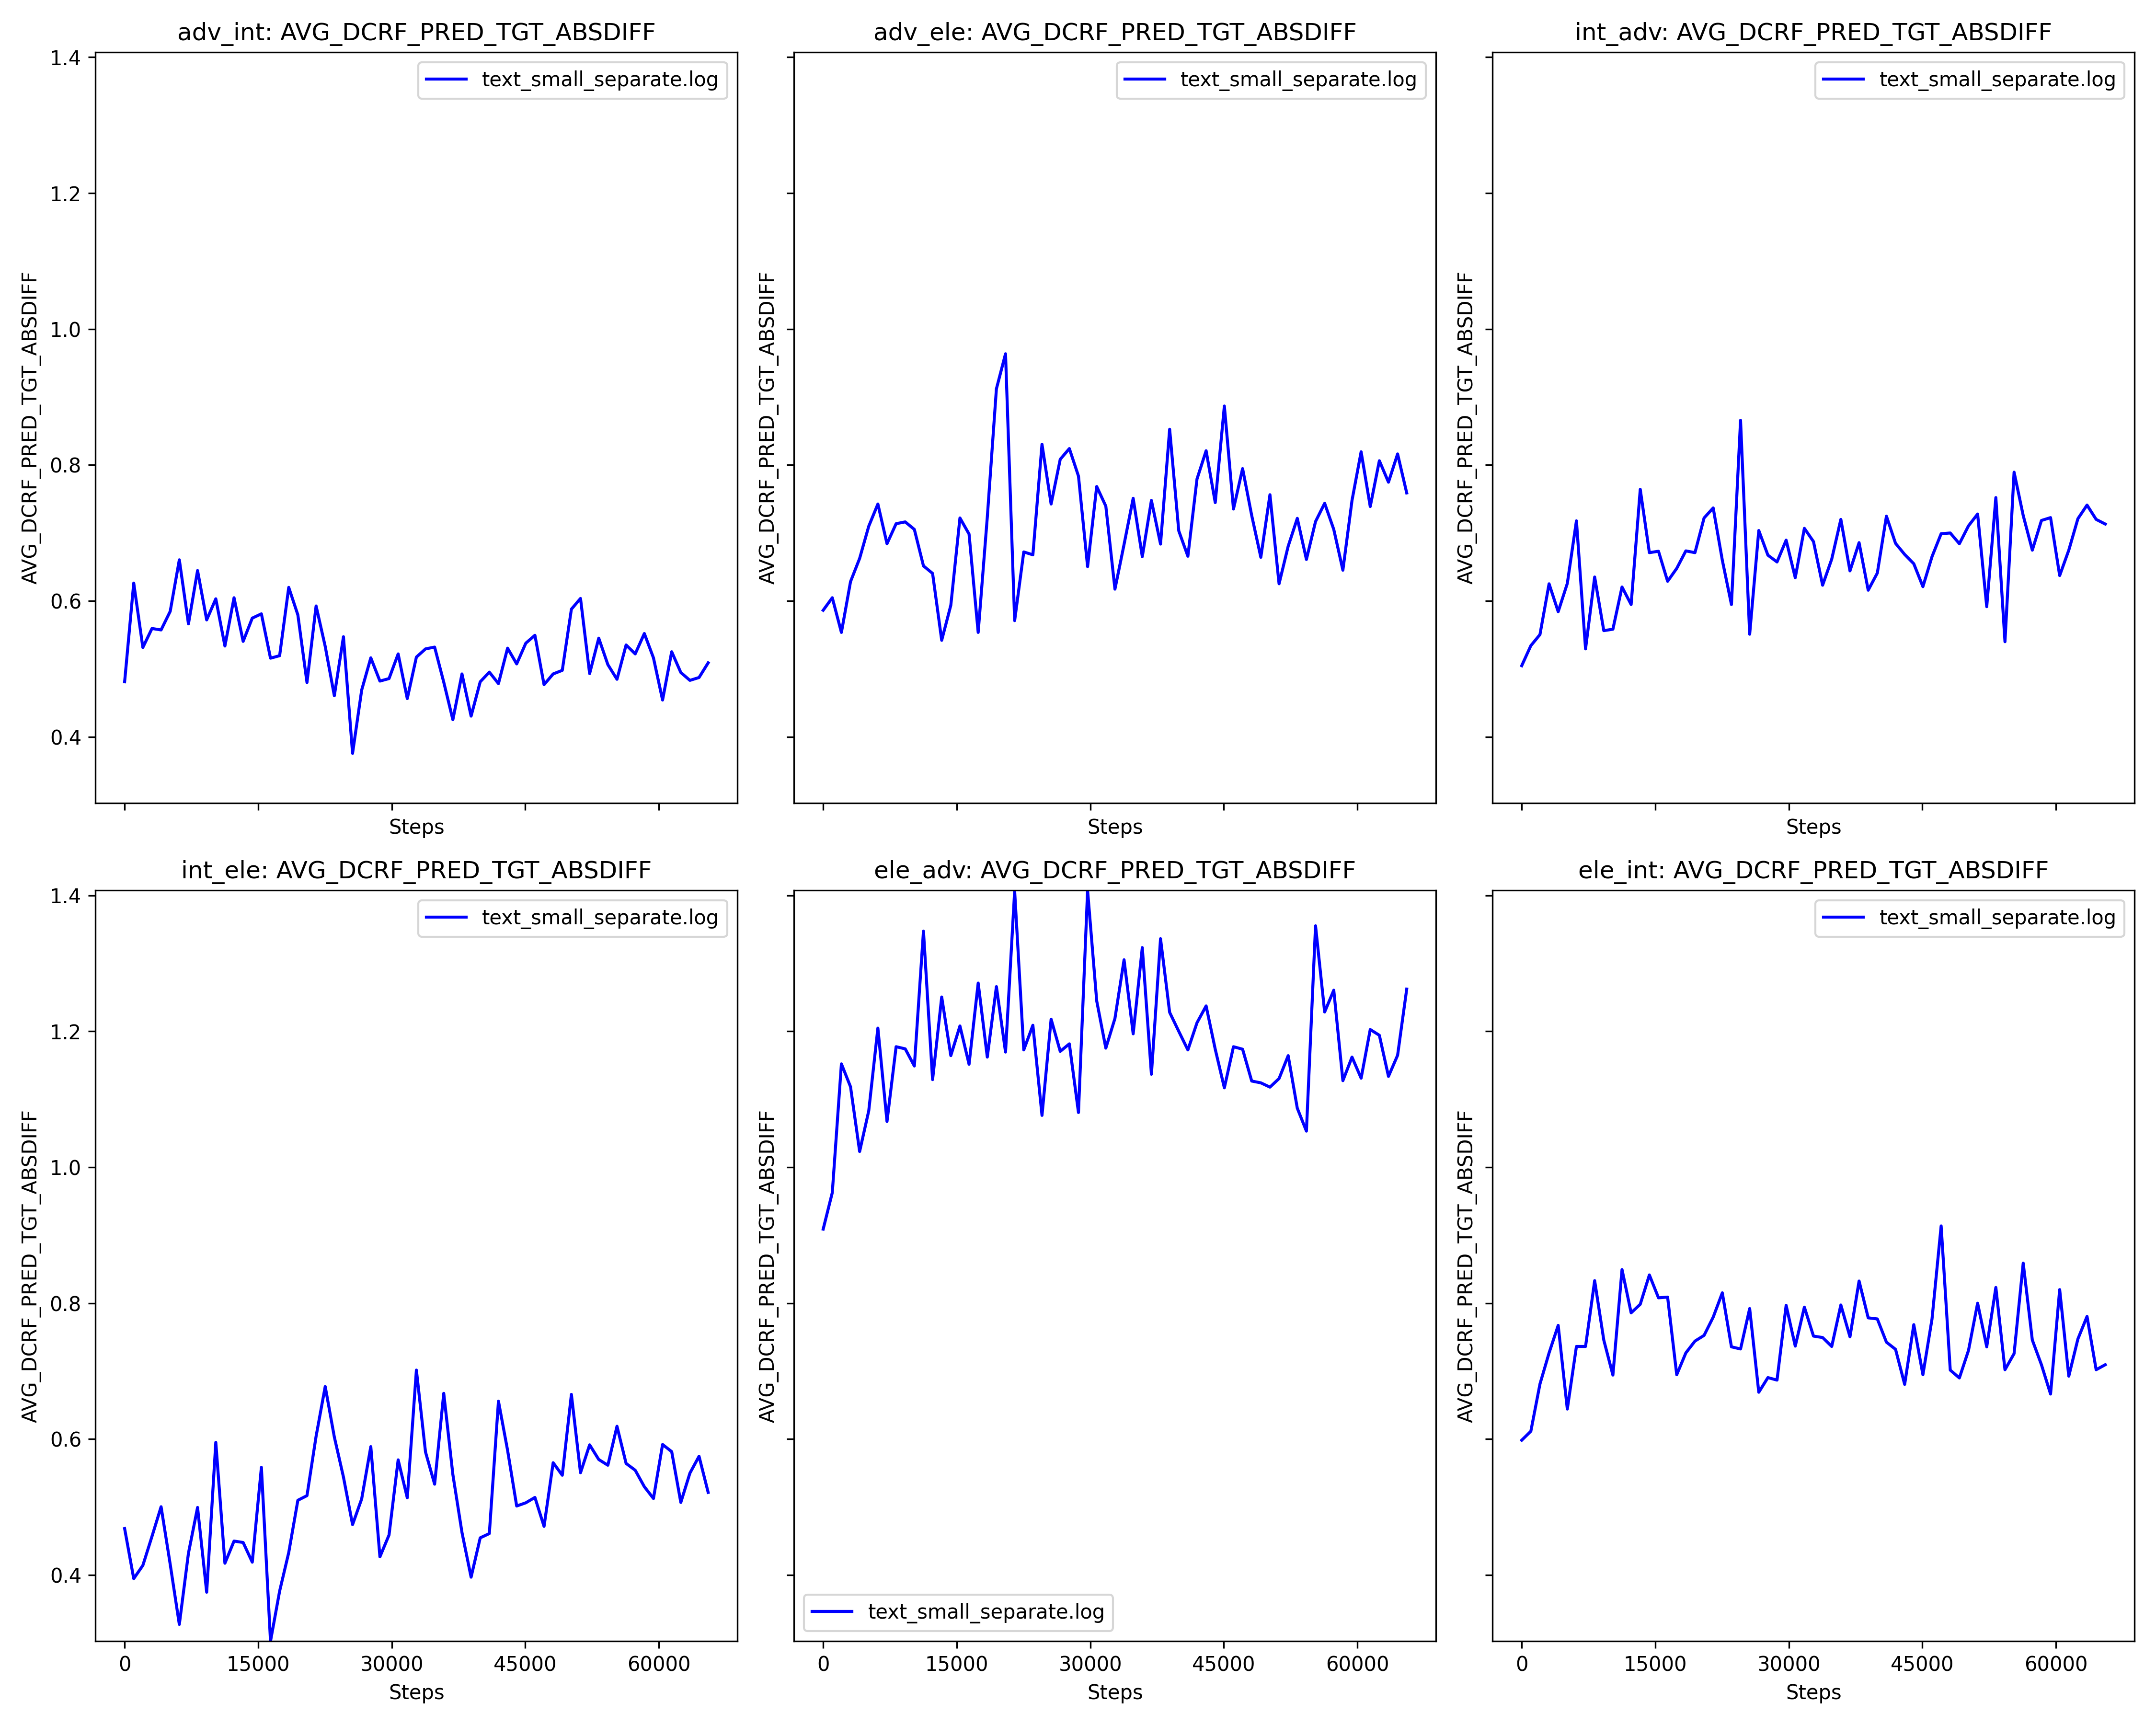 adv_int: AVG_DCRF_PRED_TGT_ABSDIFF
text_small_separate.log
1.4
1.2
1.0
0.8
0.6
0.4
AVG_DCRF_PRED_TGT_ABSDIFF
Steps
adv_ele: AVG_DCRF_PRED_TGT_ABSDIFF
text_small_separate.log
AVG_DCRF_PRED_TGT_ABSDIFF
Steps
int_adv: AVG_DCRF_PRED_TGT_ABSDIFF
text_small_separate.log
AVG_DCRF_PRED_TGT_ABSDIFF
Steps
int_ele: AVG_DCRF_PRED_TGT_ABSDIFF
text_small_separate.log
1.4
1.2
1.0
0.8
0.6
0.4
AVG_DCRF_PRED_TGT_ABSDIFF
0 15000 30000 45000 60000
Steps
ele_adv: AVG_DCRF_PRED_TGT_ABSDIFF
AVG_DCRF_PRED_TGT_ABSDIFF
text_small_separate.log
0 15000 30000 45000 60000
Steps
ele_int: AVG_DCRF_PRED_TGT_ABSDIFF
text_small_separate.log
AVG_DCRF_PRED_TGT_ABSDIFF
0 15000 30000 45000 60000
Steps